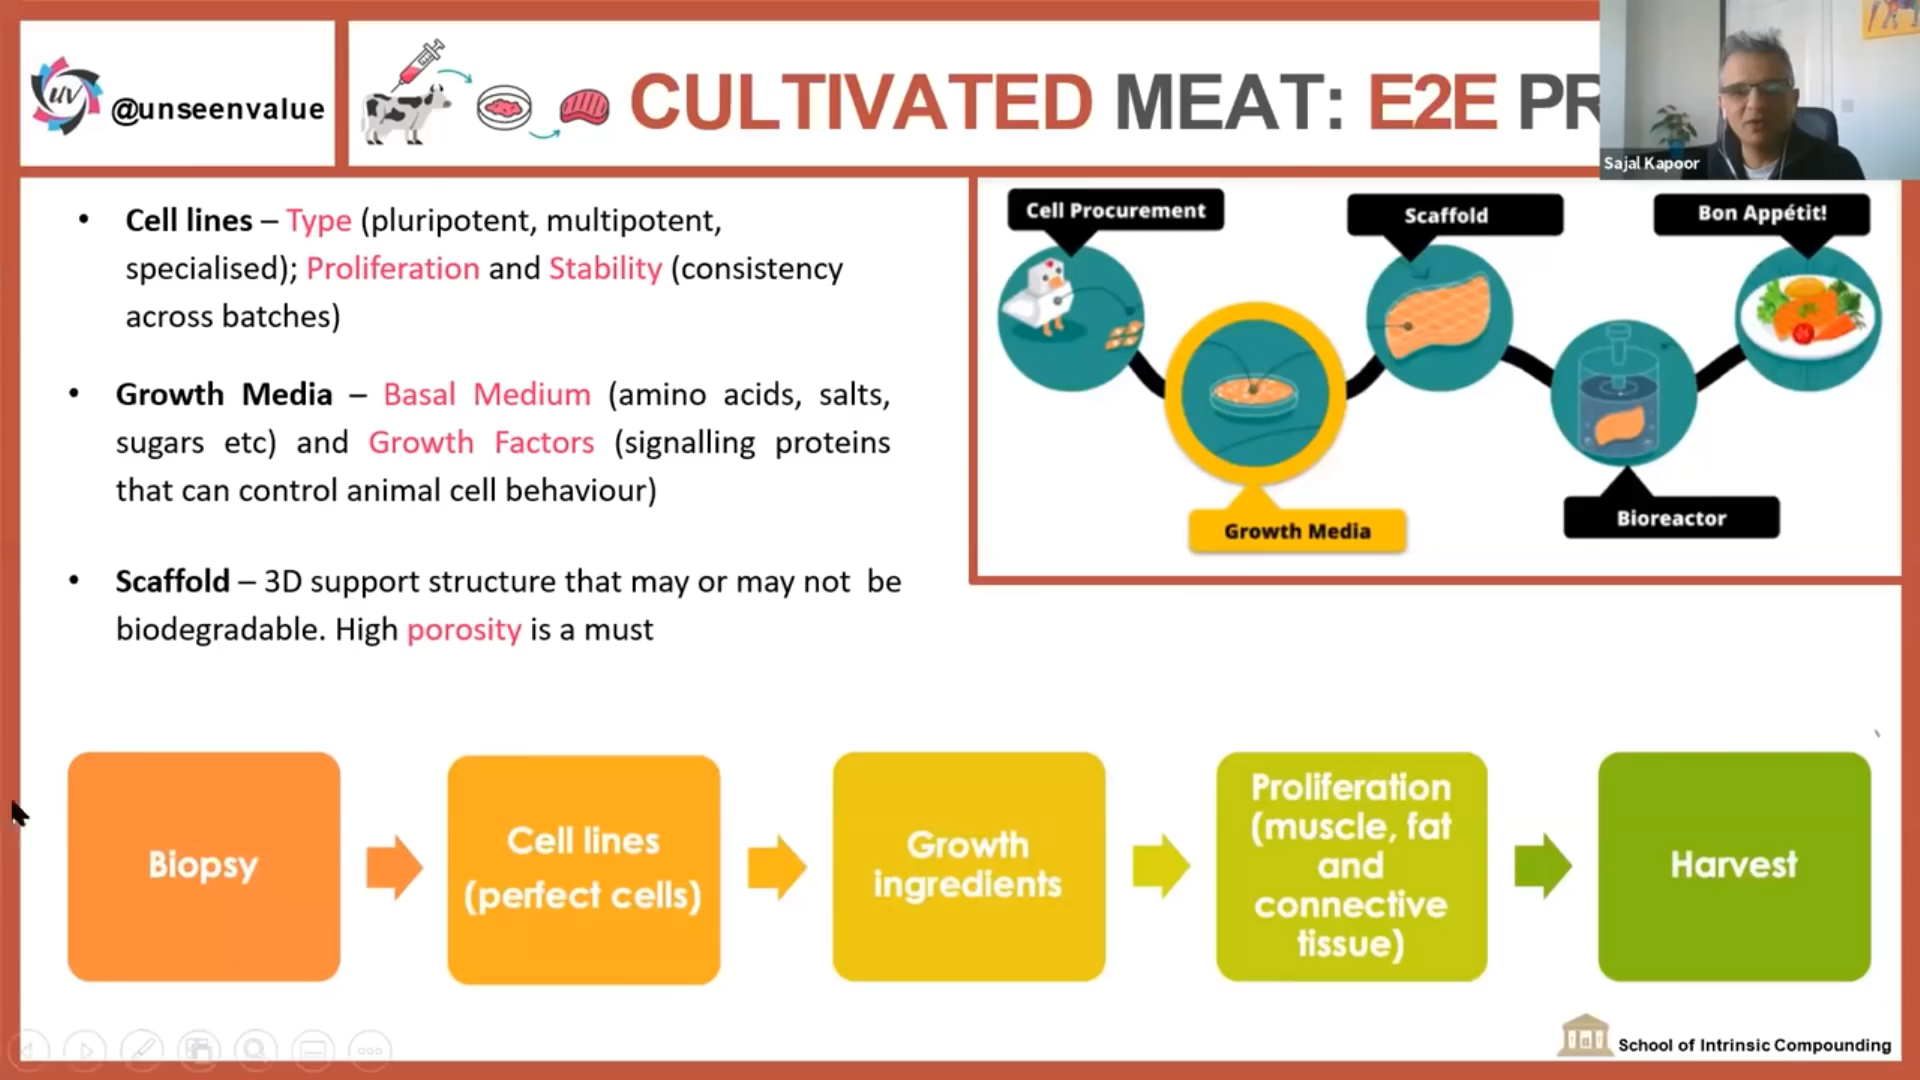 @unseenvalue
CULTIVATED MEAT: E2E PR
Sajal Kapoor
• Cell lines – Type (pluripotent, multipotent,
specialised); Proliferation and Stability (consistency
across batches)
• Growth Media – Basal Medium (amino acids, salts,
sugars etc) and Growth Factors (signalling proteins
that can control animal cell behaviour)
• Scaffold – 3D support structure that may or may not be
biodegradable. High porosity is a must
Cell Procurement
Scaffold
Bon Appétit!
Growth Media
Bioreactor
Biopsy
Cell lines
(perfect cells)
Growth
ingredients
Proliferation
(muscle, fat
and
connective
tissue)
Harvest
School of Intrinsic Compounding